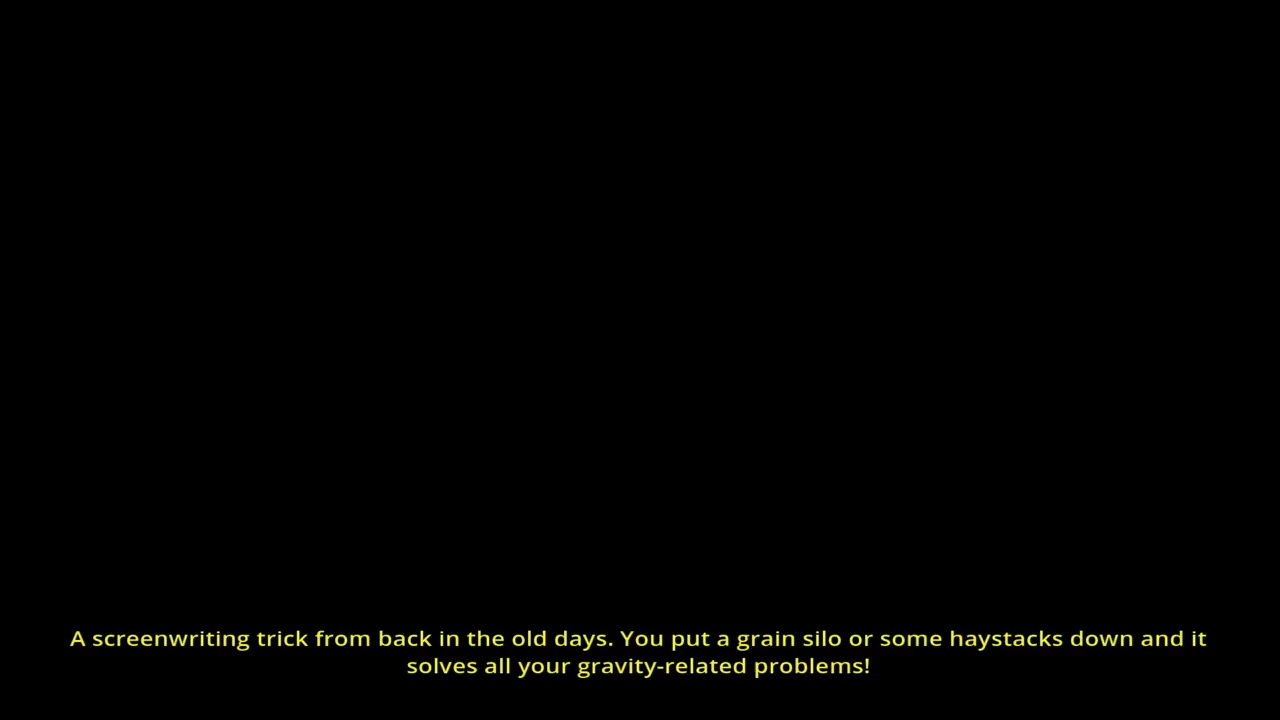 A screenwriting trick from back in the old days. You put a grain silo or some haystacks down and it
solves all your gravity-related problems!